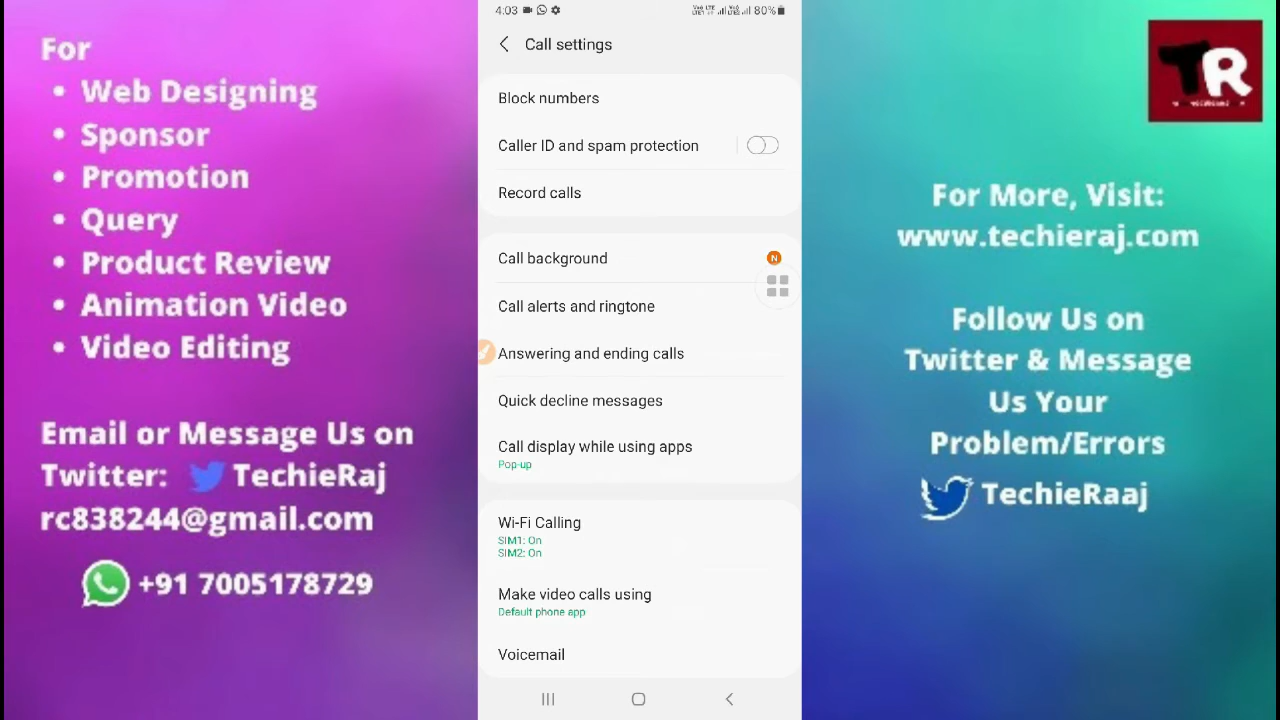 For
• Web Designing
• Sponsor
• Promotion
• Query
• Product Review
• Animation Video
• Video Editing
Email or Message Us on
Twitter: TechieRaj
rc838244@gmail.com
+91 7005178729
4:03 80%
Call settings
Block numbers
Caller ID and spam protection
Record calls
Call background N
Call alerts and ringtone
Answering and ending calls
Quick decline messages
Call display while using apps
Pop-up
Wi-Fi Calling
SIM1: On
SIM2: On
Make video calls using
Default phone app
Voicemail
TR
For More, Visit:
www.techieraj.com
Follow Us on
Twitter & Message
Us Your
Problem/Errors
TechieRaaj